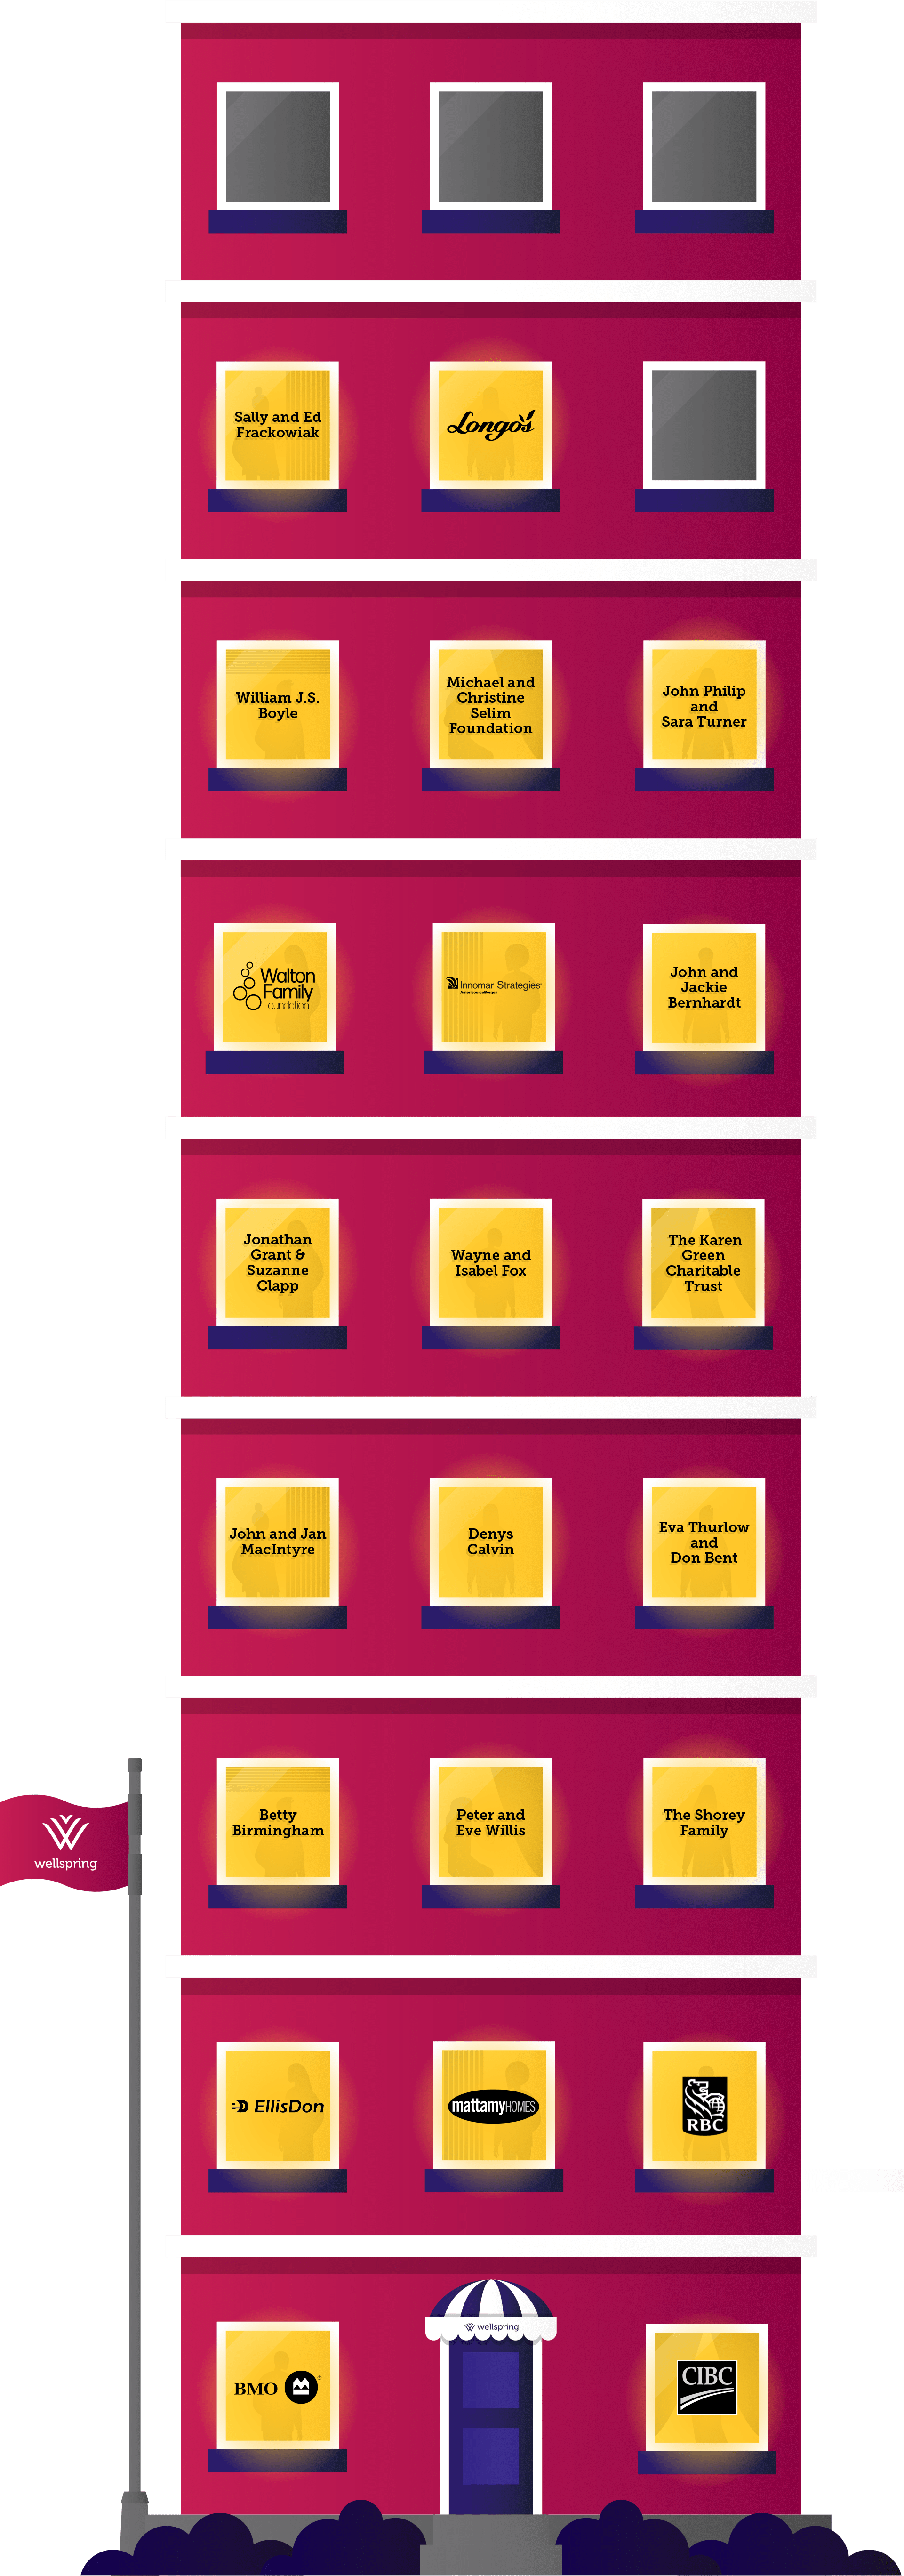 Sally and Ed
Frackowiak
Longo's
William J.S.
Boyle
Michael and
Christine
Selim
Foundation
John Philip
and
Sara Turner
Walton
Family
Foundation
Innomar Strategies
AmerisourceBergen
John and
Jackie
Bernhardt
Jonathan
Grant &
Suzanne
Clapp
Wayne and
Isabel Fox
The Karen
Green
Charitable
Trust
John and Jan
MacIntyre
Denys
Calvin
Eva Thurlow
and
Don Bent
Betty
Birmingham
Peter and
Eve Willis
The Shorey
Family
wellspring
EllisDon
mattamyHOMES
RBC
wellspring
BMO ®
CIBC